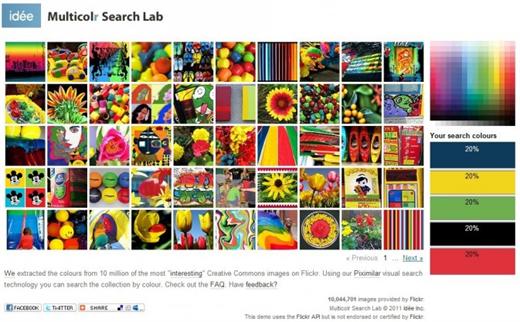 idée Multicolr Search Lab
Your search colours
20%
20%
20%
20%
20%
« Previous 1 ... Next »
We extracted the colours from 10 million of the most "interesting" Creative Commons images on Flickr. Using our Piximilar visual search
technology you can search the collection by colour. Check out the FAQ. Have feedback?
FACEBOOK TWITTER SHARE
10,044,701 images provided by Flickr.
Multicolr Search Lab © 2011 Idée Inc.
This demo uses the Flickr API but is not endorsed or certified by Flickr.